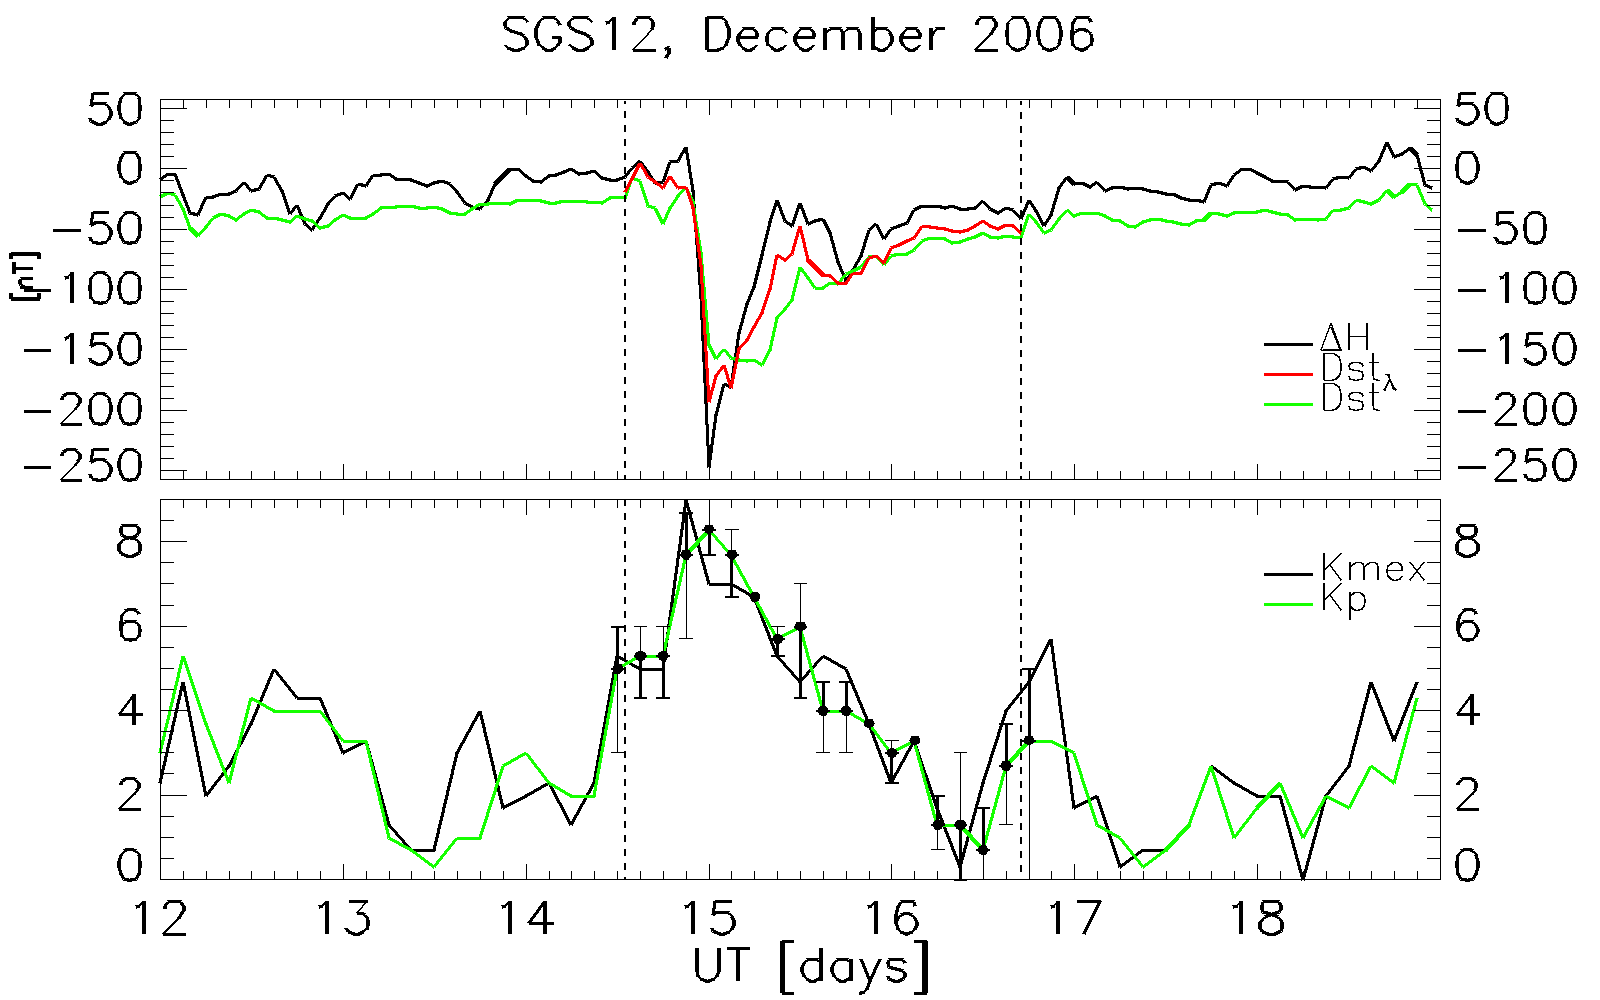 SGS12, December 2006
50 50
0 0
−50 −50
[nT]
−100 −100
−150 −150
−200 −200
−250 −250
ΔH
Dstλ
Dst
8 8
6 6
4 4
2 2
0 0
Kmex
Kp
12 13 14 15 16 17 18
UT [days]